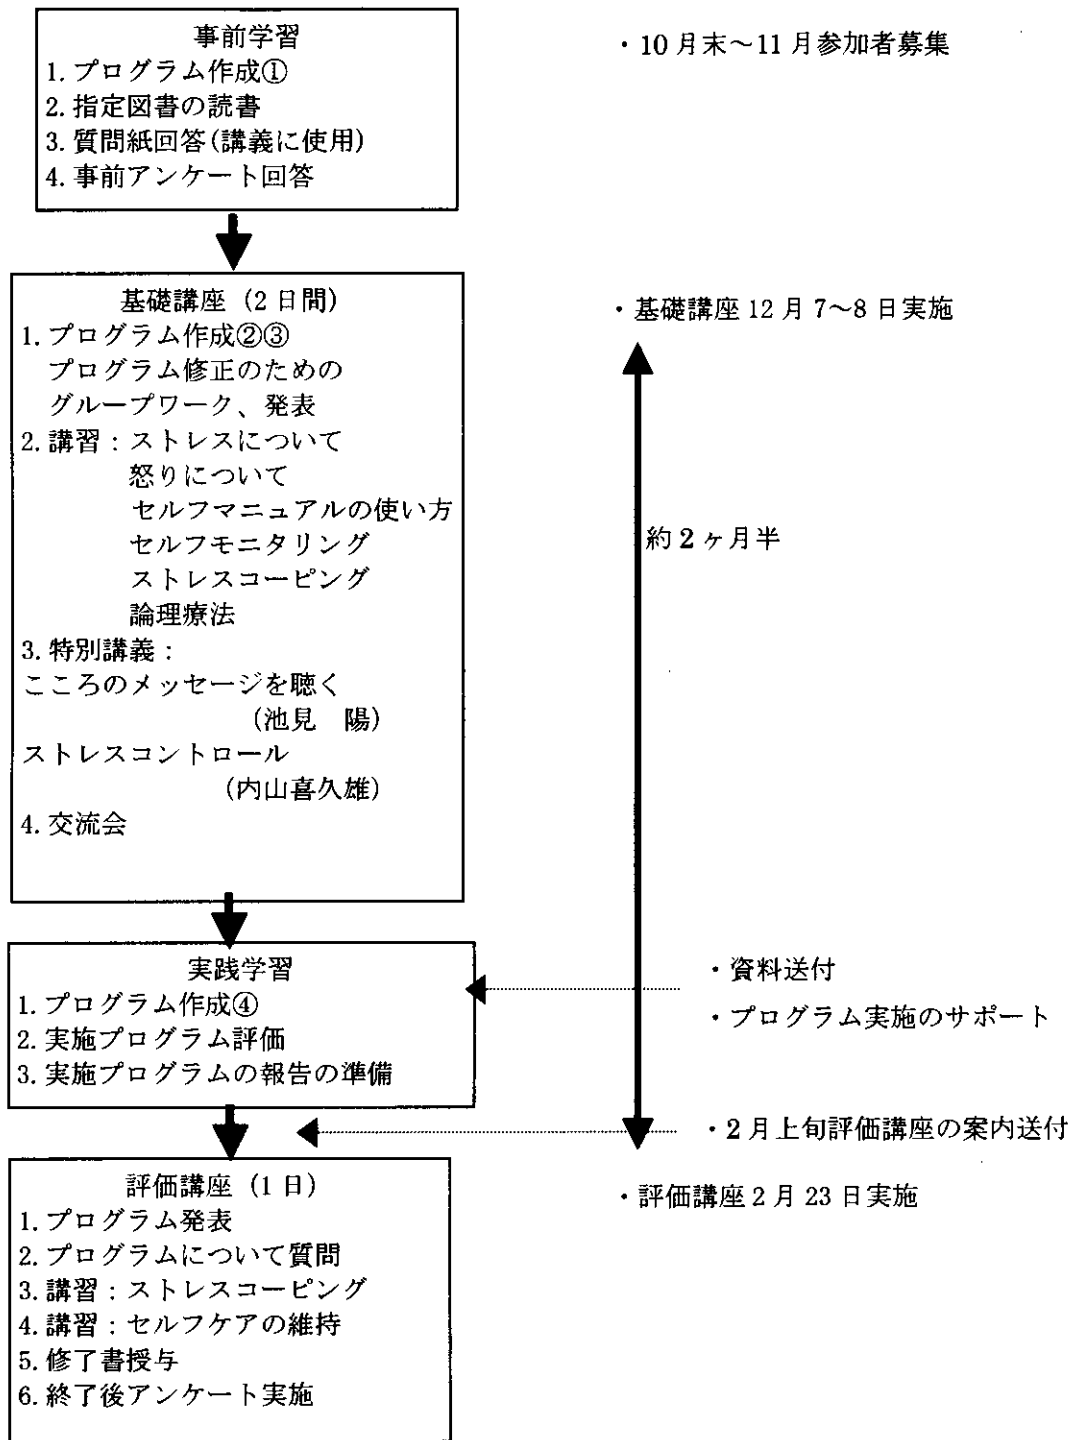 事前学習
1. プログラム作成①
2. 指定図書の読書
3. 質問紙回答(講義に使用)
4. 事前アンケート回答
・10月末～11月参加者募集
基礎講座 (2日間)
1. プログラム作成②③
プログラム修正のための
グループワーク、発表
2. 講習：ストレスについて
怒りについて
セルフマニュアルの使い方
セルフモニタリング
ストレスコーピング
論理療法
3. 特別講義：
こころのメッセージを聴く
(池見　陽)
ストレスコントロール
(内山喜久雄)
4. 交流会
・基礎講座 12月 7～8日実施
約2ヶ月半
実践学習
1. プログラム作成④
2. 実施プログラム評価
3. 実施プログラムの報告の準備
・資料送付
・プログラム実施のサポート
・2月上旬評価講座の案内送付
評価講座 (1日)
1. プログラム発表
2. プログラムについて質問
3. 講習：ストレスコーピング
4. 講習：セルフケアの維持
5. 修了書授与
6. 終了後アンケート実施
・評価講座 2月 23日実施